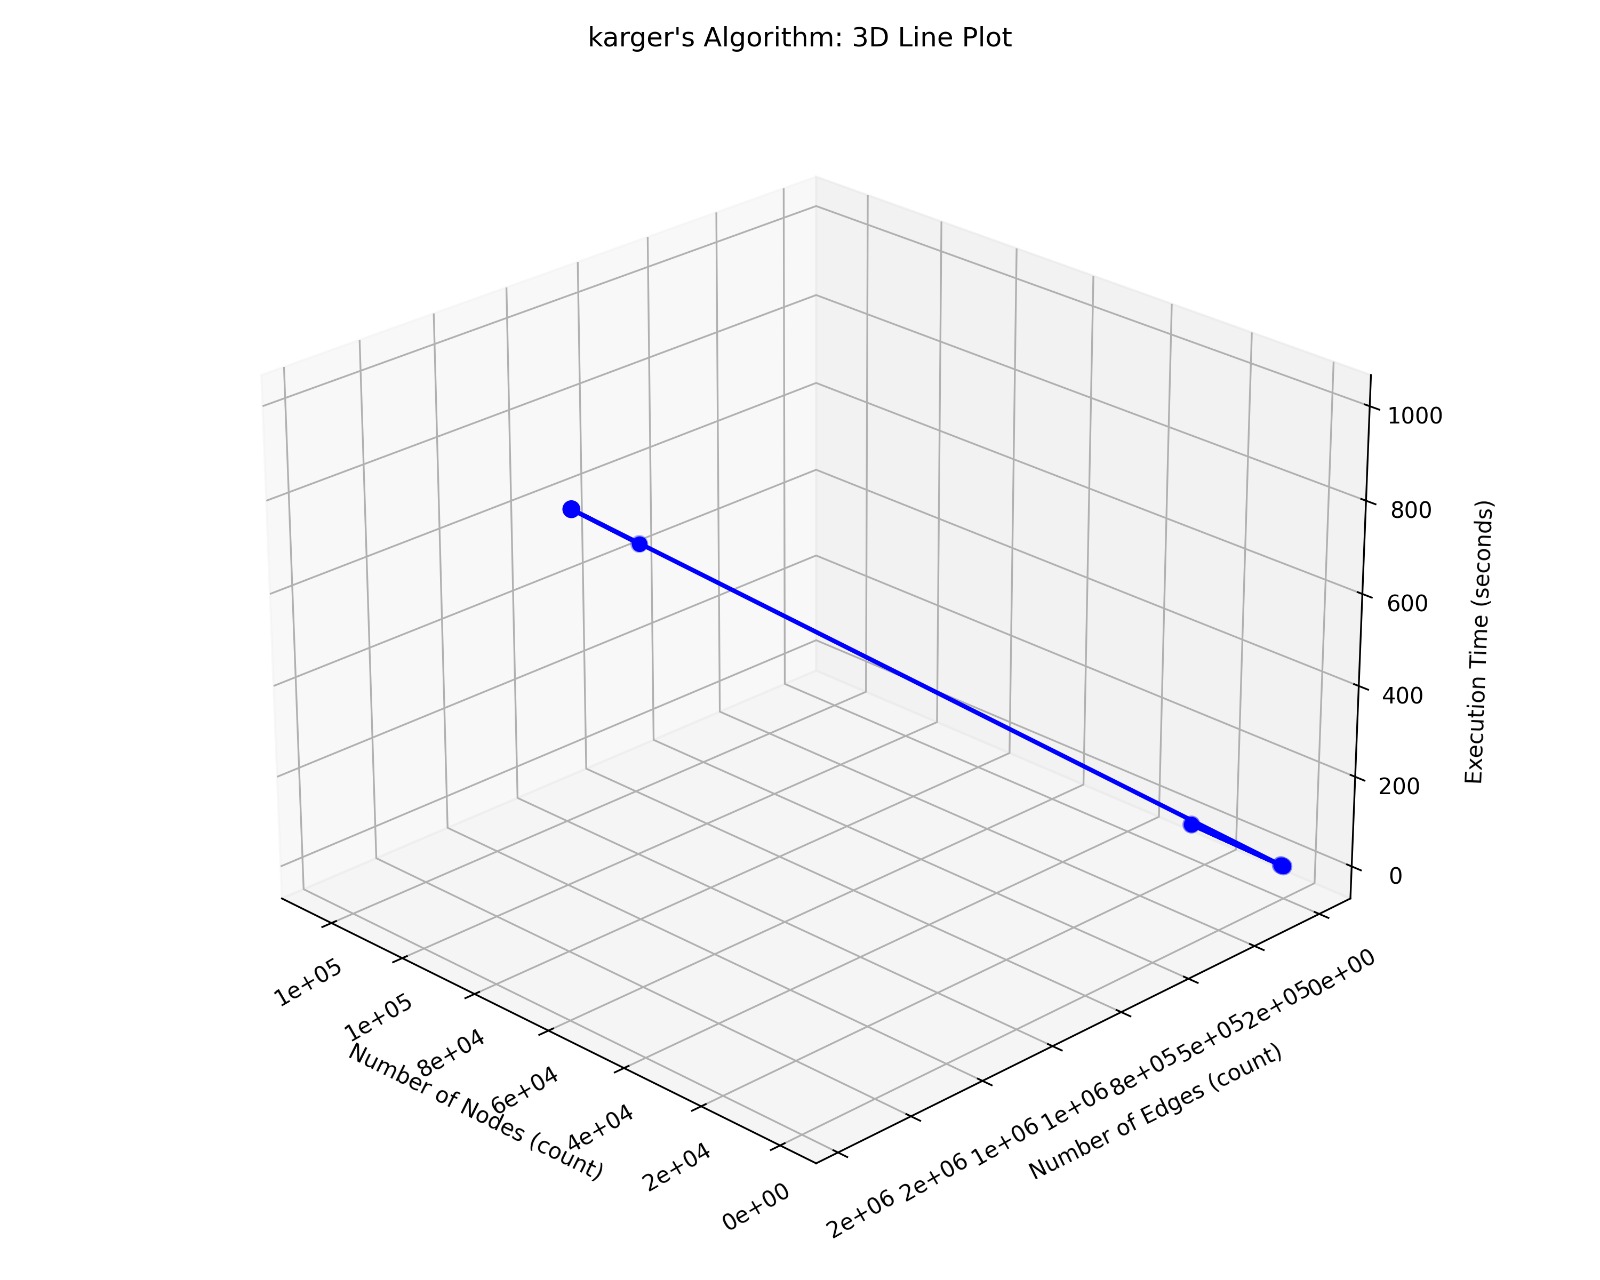 karger's Algorithm: 3D Line Plot
1000
800
600
400
200
0
Execution Time (seconds)
1e+05
1e+05
8e+04
6e+04
4e+04
2e+04
0e+00
Number of Nodes (count)
0e+00
2e+05
5e+05
8e+05
1e+06
1e+06
2e+06
2e+06
Number of Edges (count)